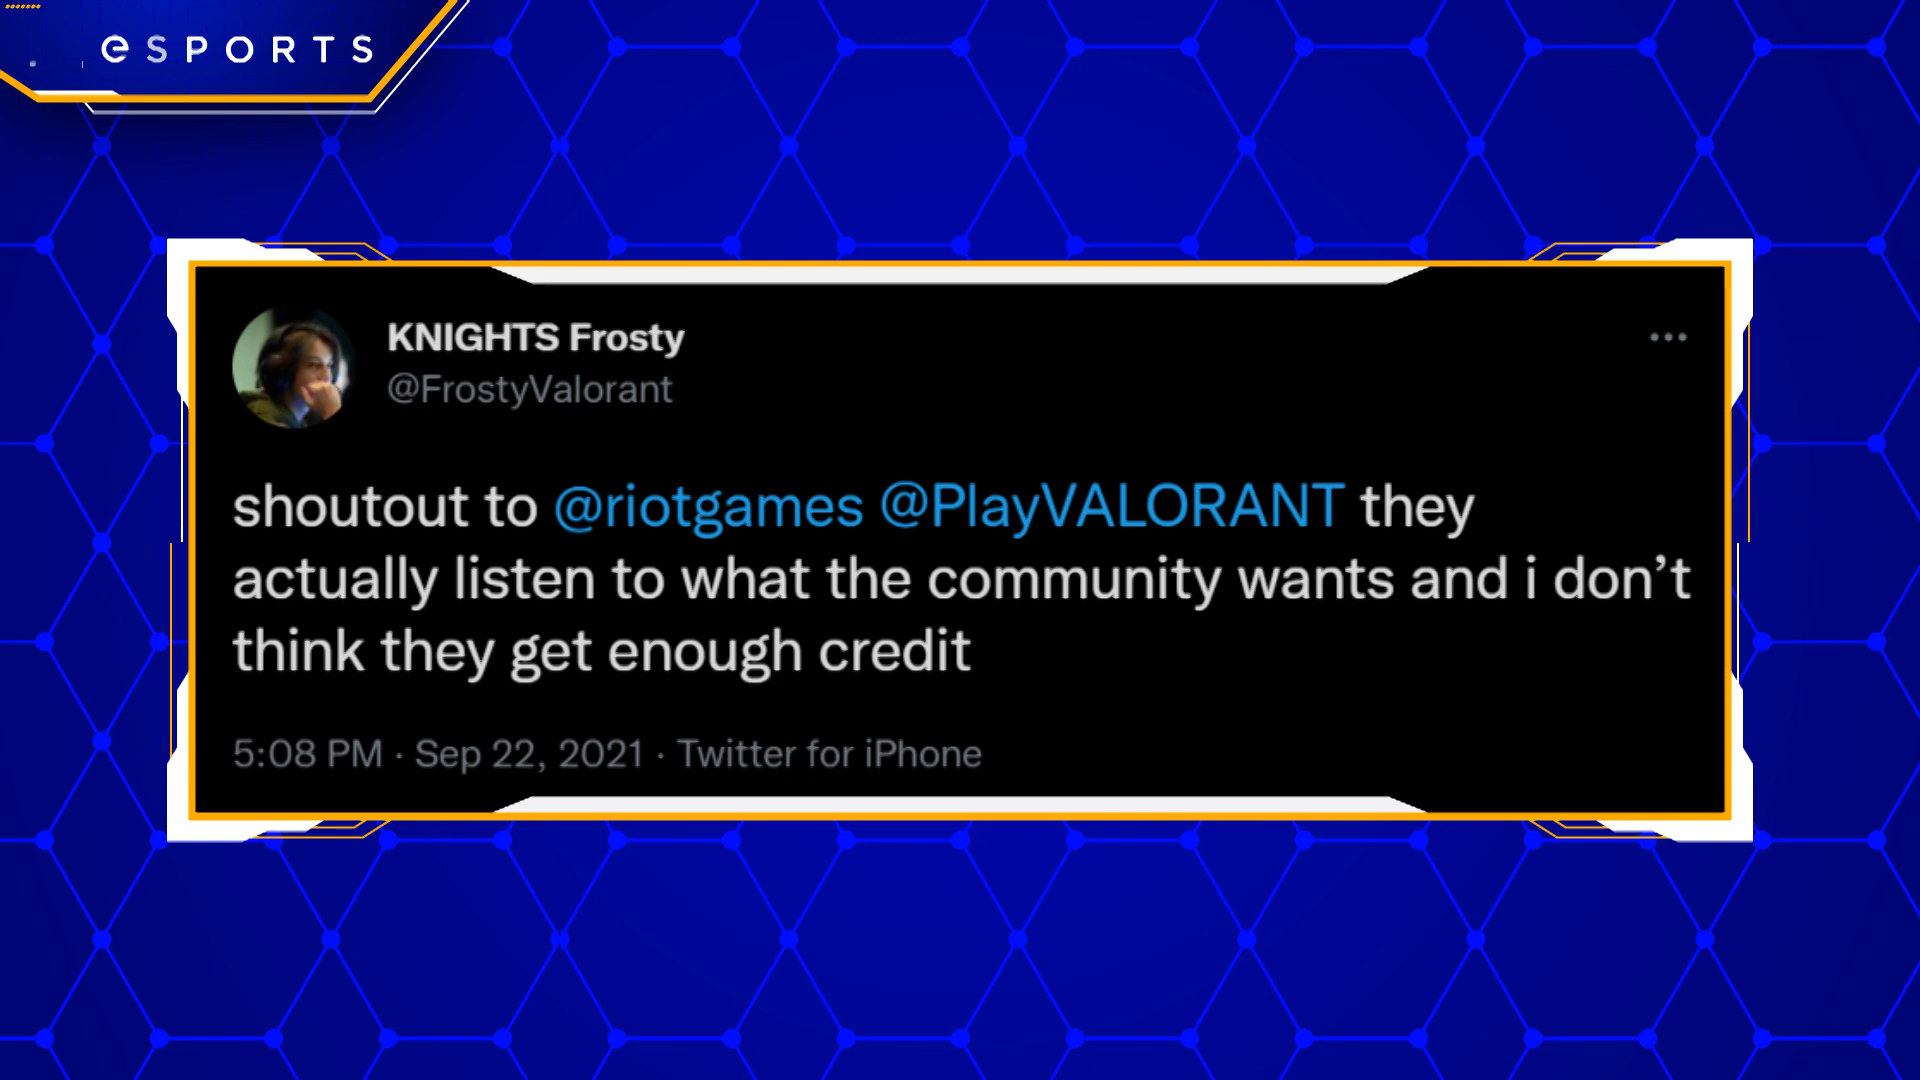 eSPORTS
KNIGHTS Frosty
@FrostyValorant
shoutout to @riotgames @PlayVALORANT they
actually listen to what the community wants and i don’t
think they get enough credit
5:08 PM · Sep 22, 2021 · Twitter for iPhone